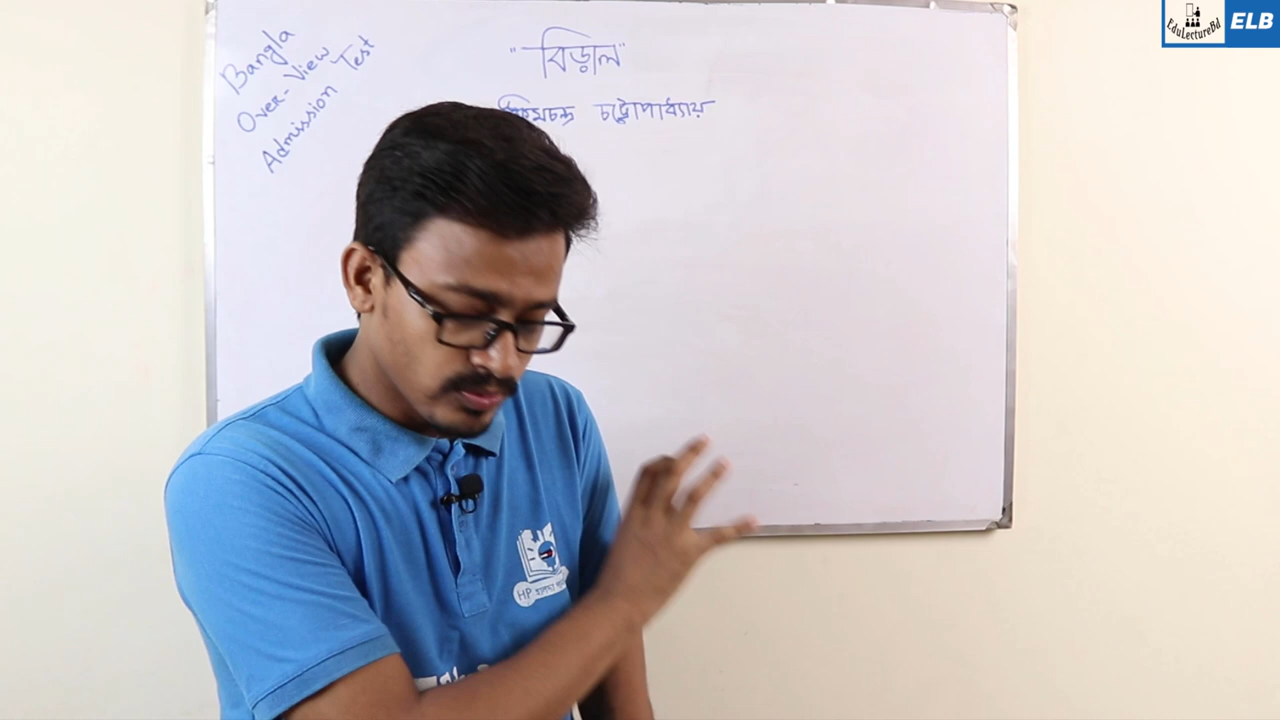 Bangla
Over-View
Admission Test
"বিড়াল"
চট্টোপাধ্যায়
EduLectureBd
ELB
HP